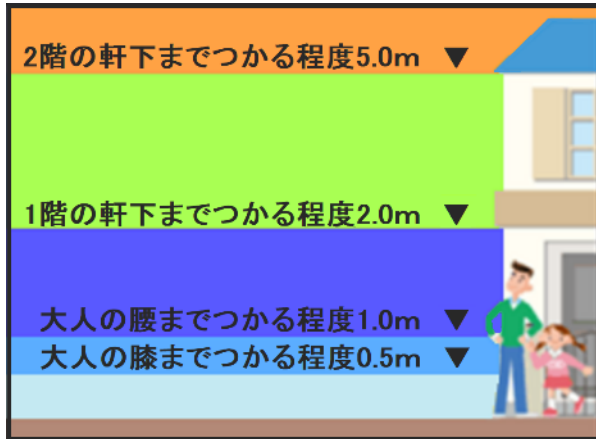 2階の軒下までつかる程度5.0m ▼
1階の軒下までつかる程度2.0m ▼
大人の腰までつかる程度1.0m ▼
大人の膝までつかる程度0.5m ▼